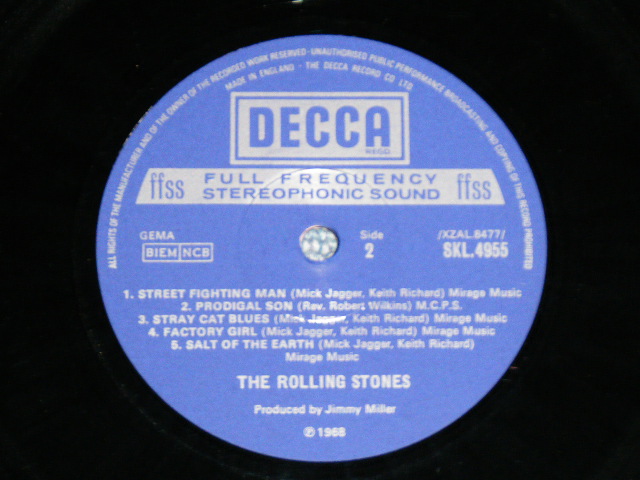 ALL RIGHTS OF THE MANUFACTURER AND OF THE OWNER OF THE RECORDED WORK RESERVED · UNAUTHORISED PUBLIC PERFORMANCE BROADCASTING AND COPYING OF THIS RECORD PROHIBITED
MADE IN ENGLAND · THE DECCA RECORD CO LTD
DECCA
REGD
ffss FULL FREQUENCY ffss
STEREOPHONIC SOUND
GEMA Side /XZAL.8477/
BIEM NCB 2 SKL.4955
1. STREET FIGHTING MAN (Mick Jagger, Keith Richard) Mirage Music
2. PRODIGAL SON (Rev. Robert Wilkins) M.C.P.S.
3. STRAY CAT BLUES (Mick Jagger, Keith Richard) Mirage Music
4. FACTORY GIRL (Mick Jagger, Keith Richard) Mirage Music
5. SALT OF THE EARTH (Mick Jagger, Keith Richard)
Mirage Music
THE ROLLING STONES
Produced by Jimmy Miller
℗ 1968